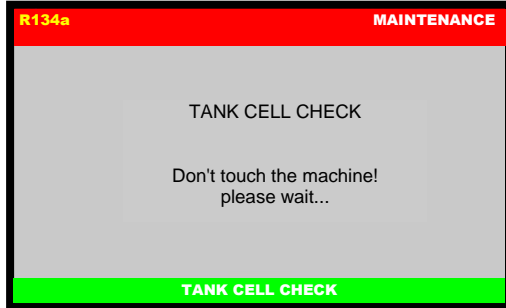 R134a MAINTENANCE
TANK CELL CHECK
Don't touch the machine!
please wait...
TANK CELL CHECK